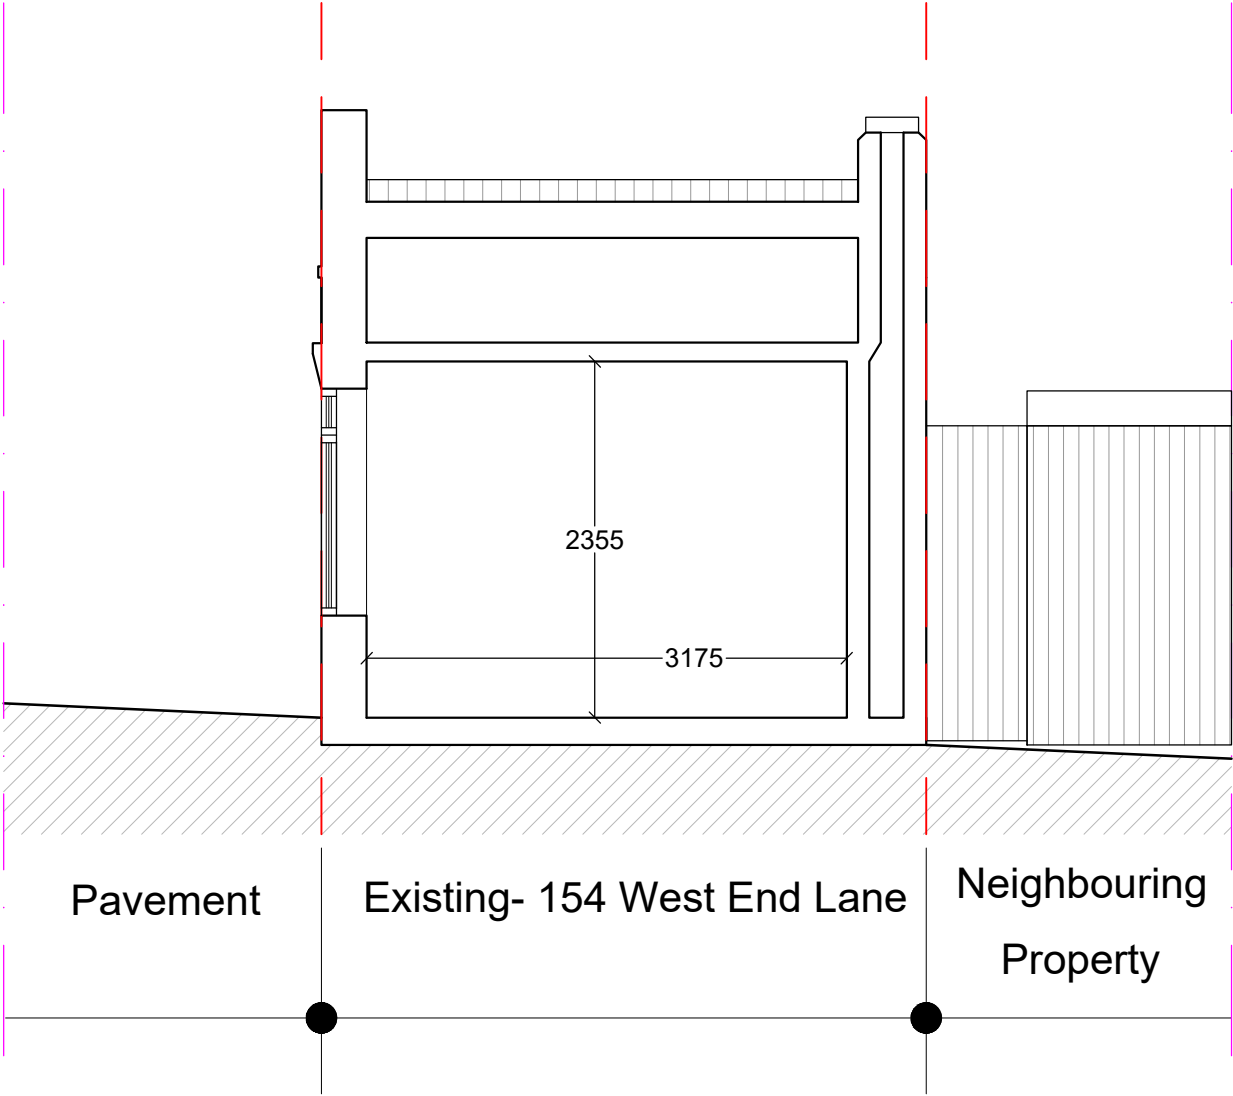 2355
3175
Pavement
Existing- 154 West End Lane
Neighbouring
Property